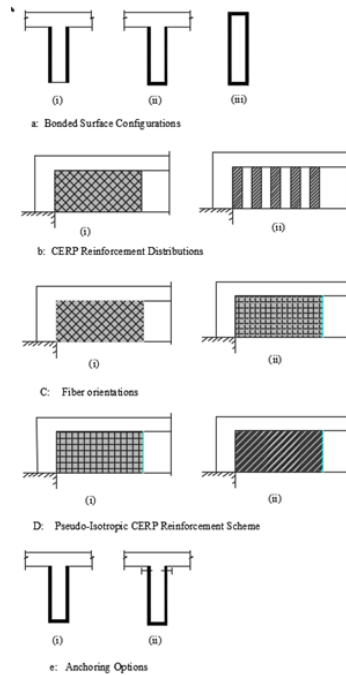 (i) (ii) (iii)
a: Bonded Surface Configurations
(i) (ii)
b: CERP Reinforcement Distributions
(i) (ii)
C: Fiber orientations
(i) (ii)
D: Pseudo-Isotropic CERP Reinforcement Scheme
(i) (ii)
e: Anchoring Options